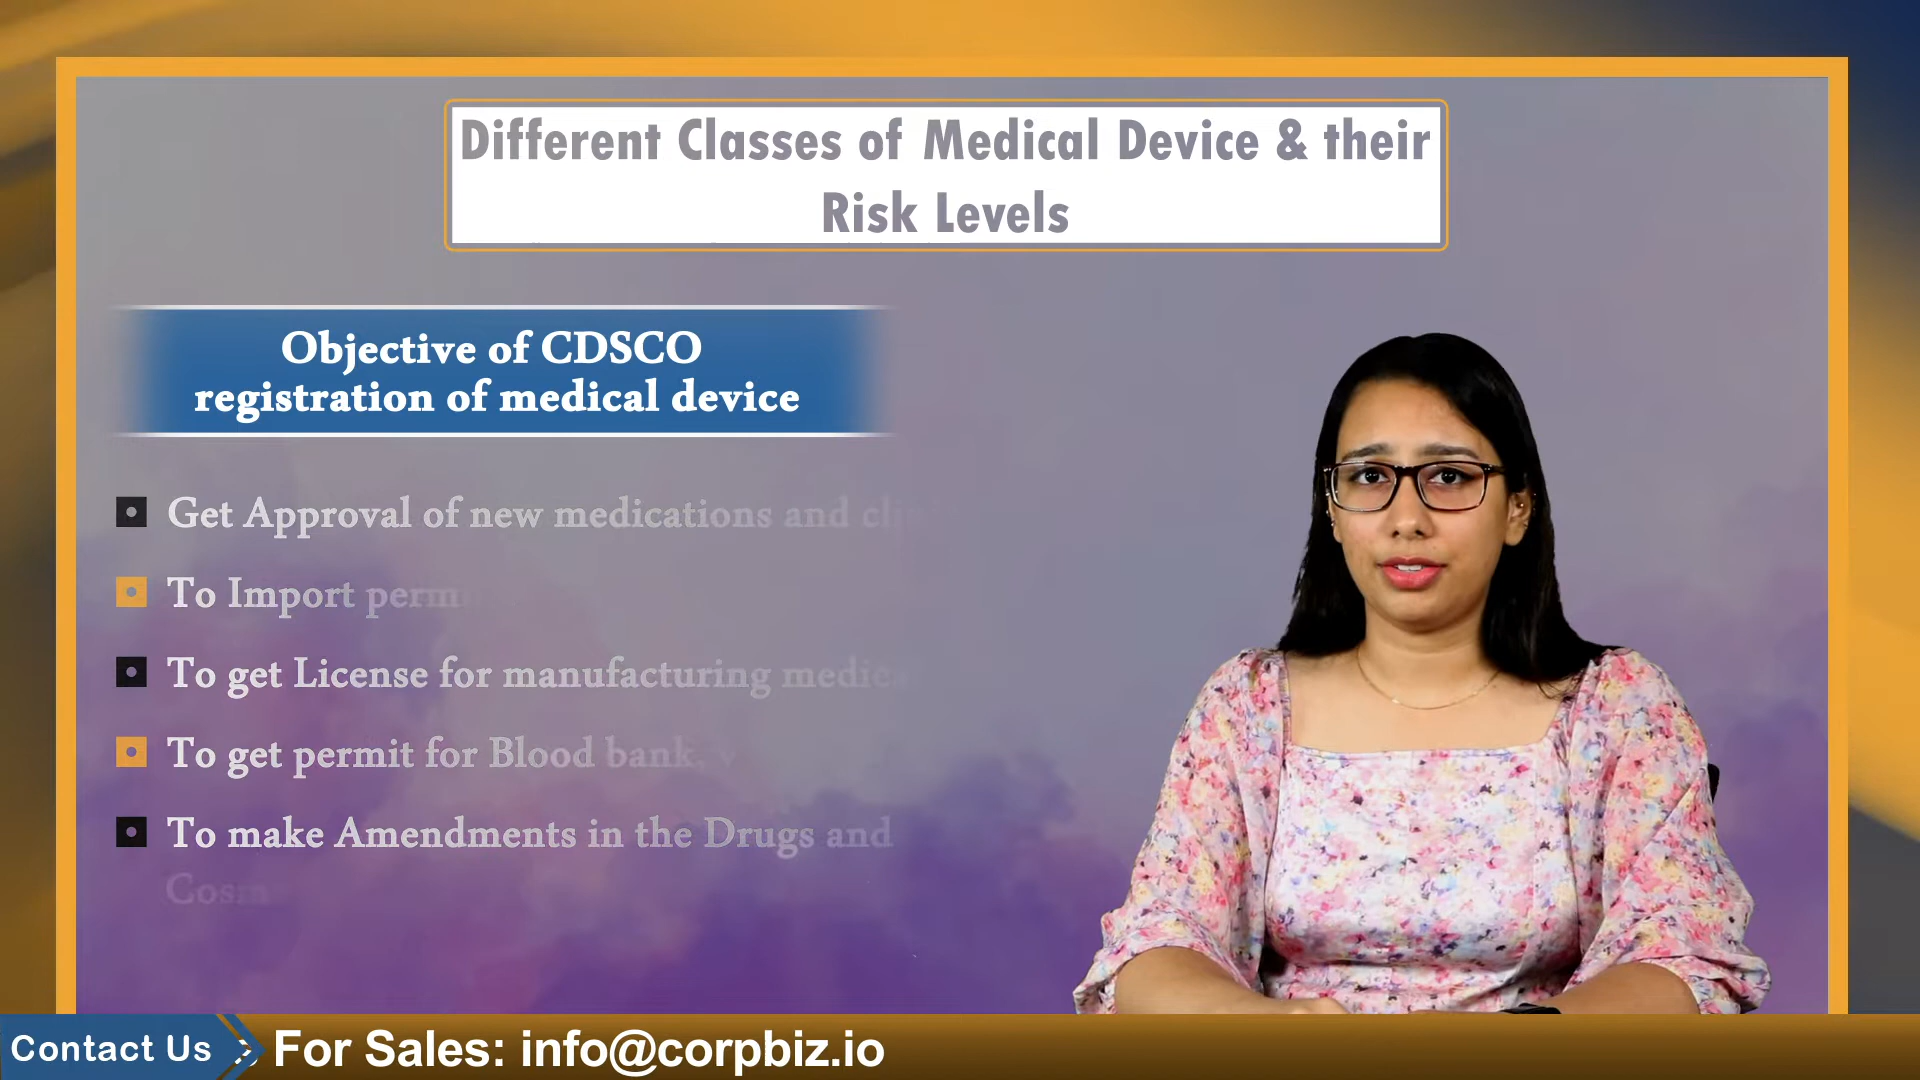 Different Classes of Medical Device & their
Risk Levels
Objective of CDSCO
registration of medical device
Get Approval of new medications and
To Import
To get License for manufacturing
To get permit for Blood bank,
To make Amendments in the Drugs and
Contact Us
For Sales: info@corpbiz.io